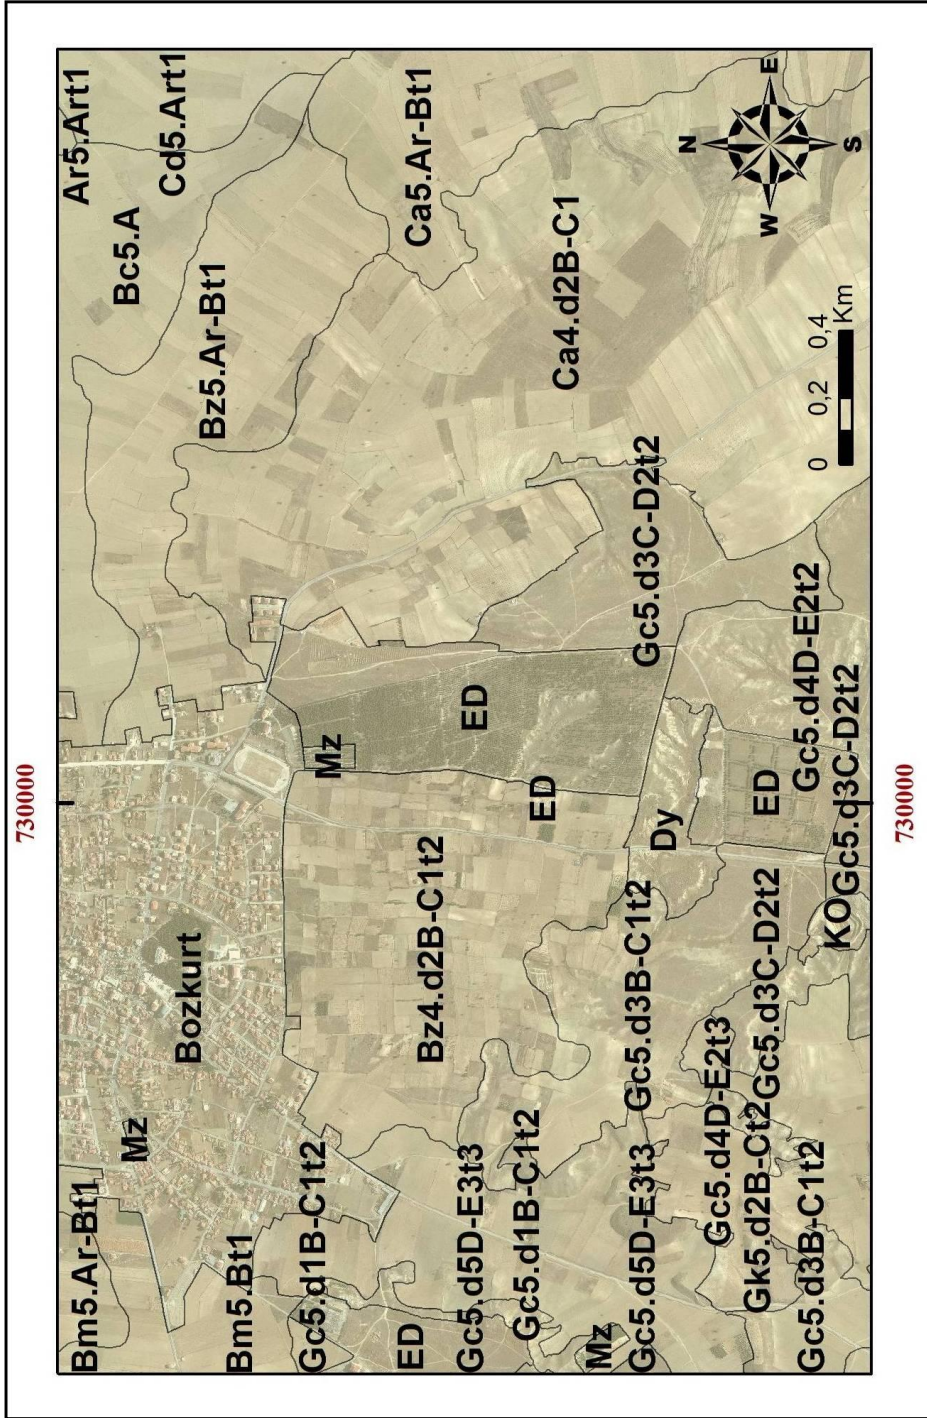 730000
Bm5.Ar-Bt1
Ar5.Art1
Mz
Bc5.A
Cd5.Art1
Bozkurt
Bz5.Ar-Bt1
Bm5.Bt1
Gc5.d1B-C1t2
Mz
ED
Ca5.Ar-Bt1
Bz4.d2B-C1t2
Gc5.d5D-E3t3
ED
Gc5.d1B-C1t2
ED
Ca4.d2B-C1
Mz
Gc5.d5D-E3t3
Gc5.d3B-C1t2
Gc5.d3C-D2t2
Dy
N
Gc5.d4D-E2t3
Gk5.d2B-Ct2
Gc5.d3C-D2t2
ED
W E
Gc5.d3B-C1t2
Gc5.d4D-E2t2
0 0,2 0,4
KO
Gc5.d3C-D2t2
Km
S
730000